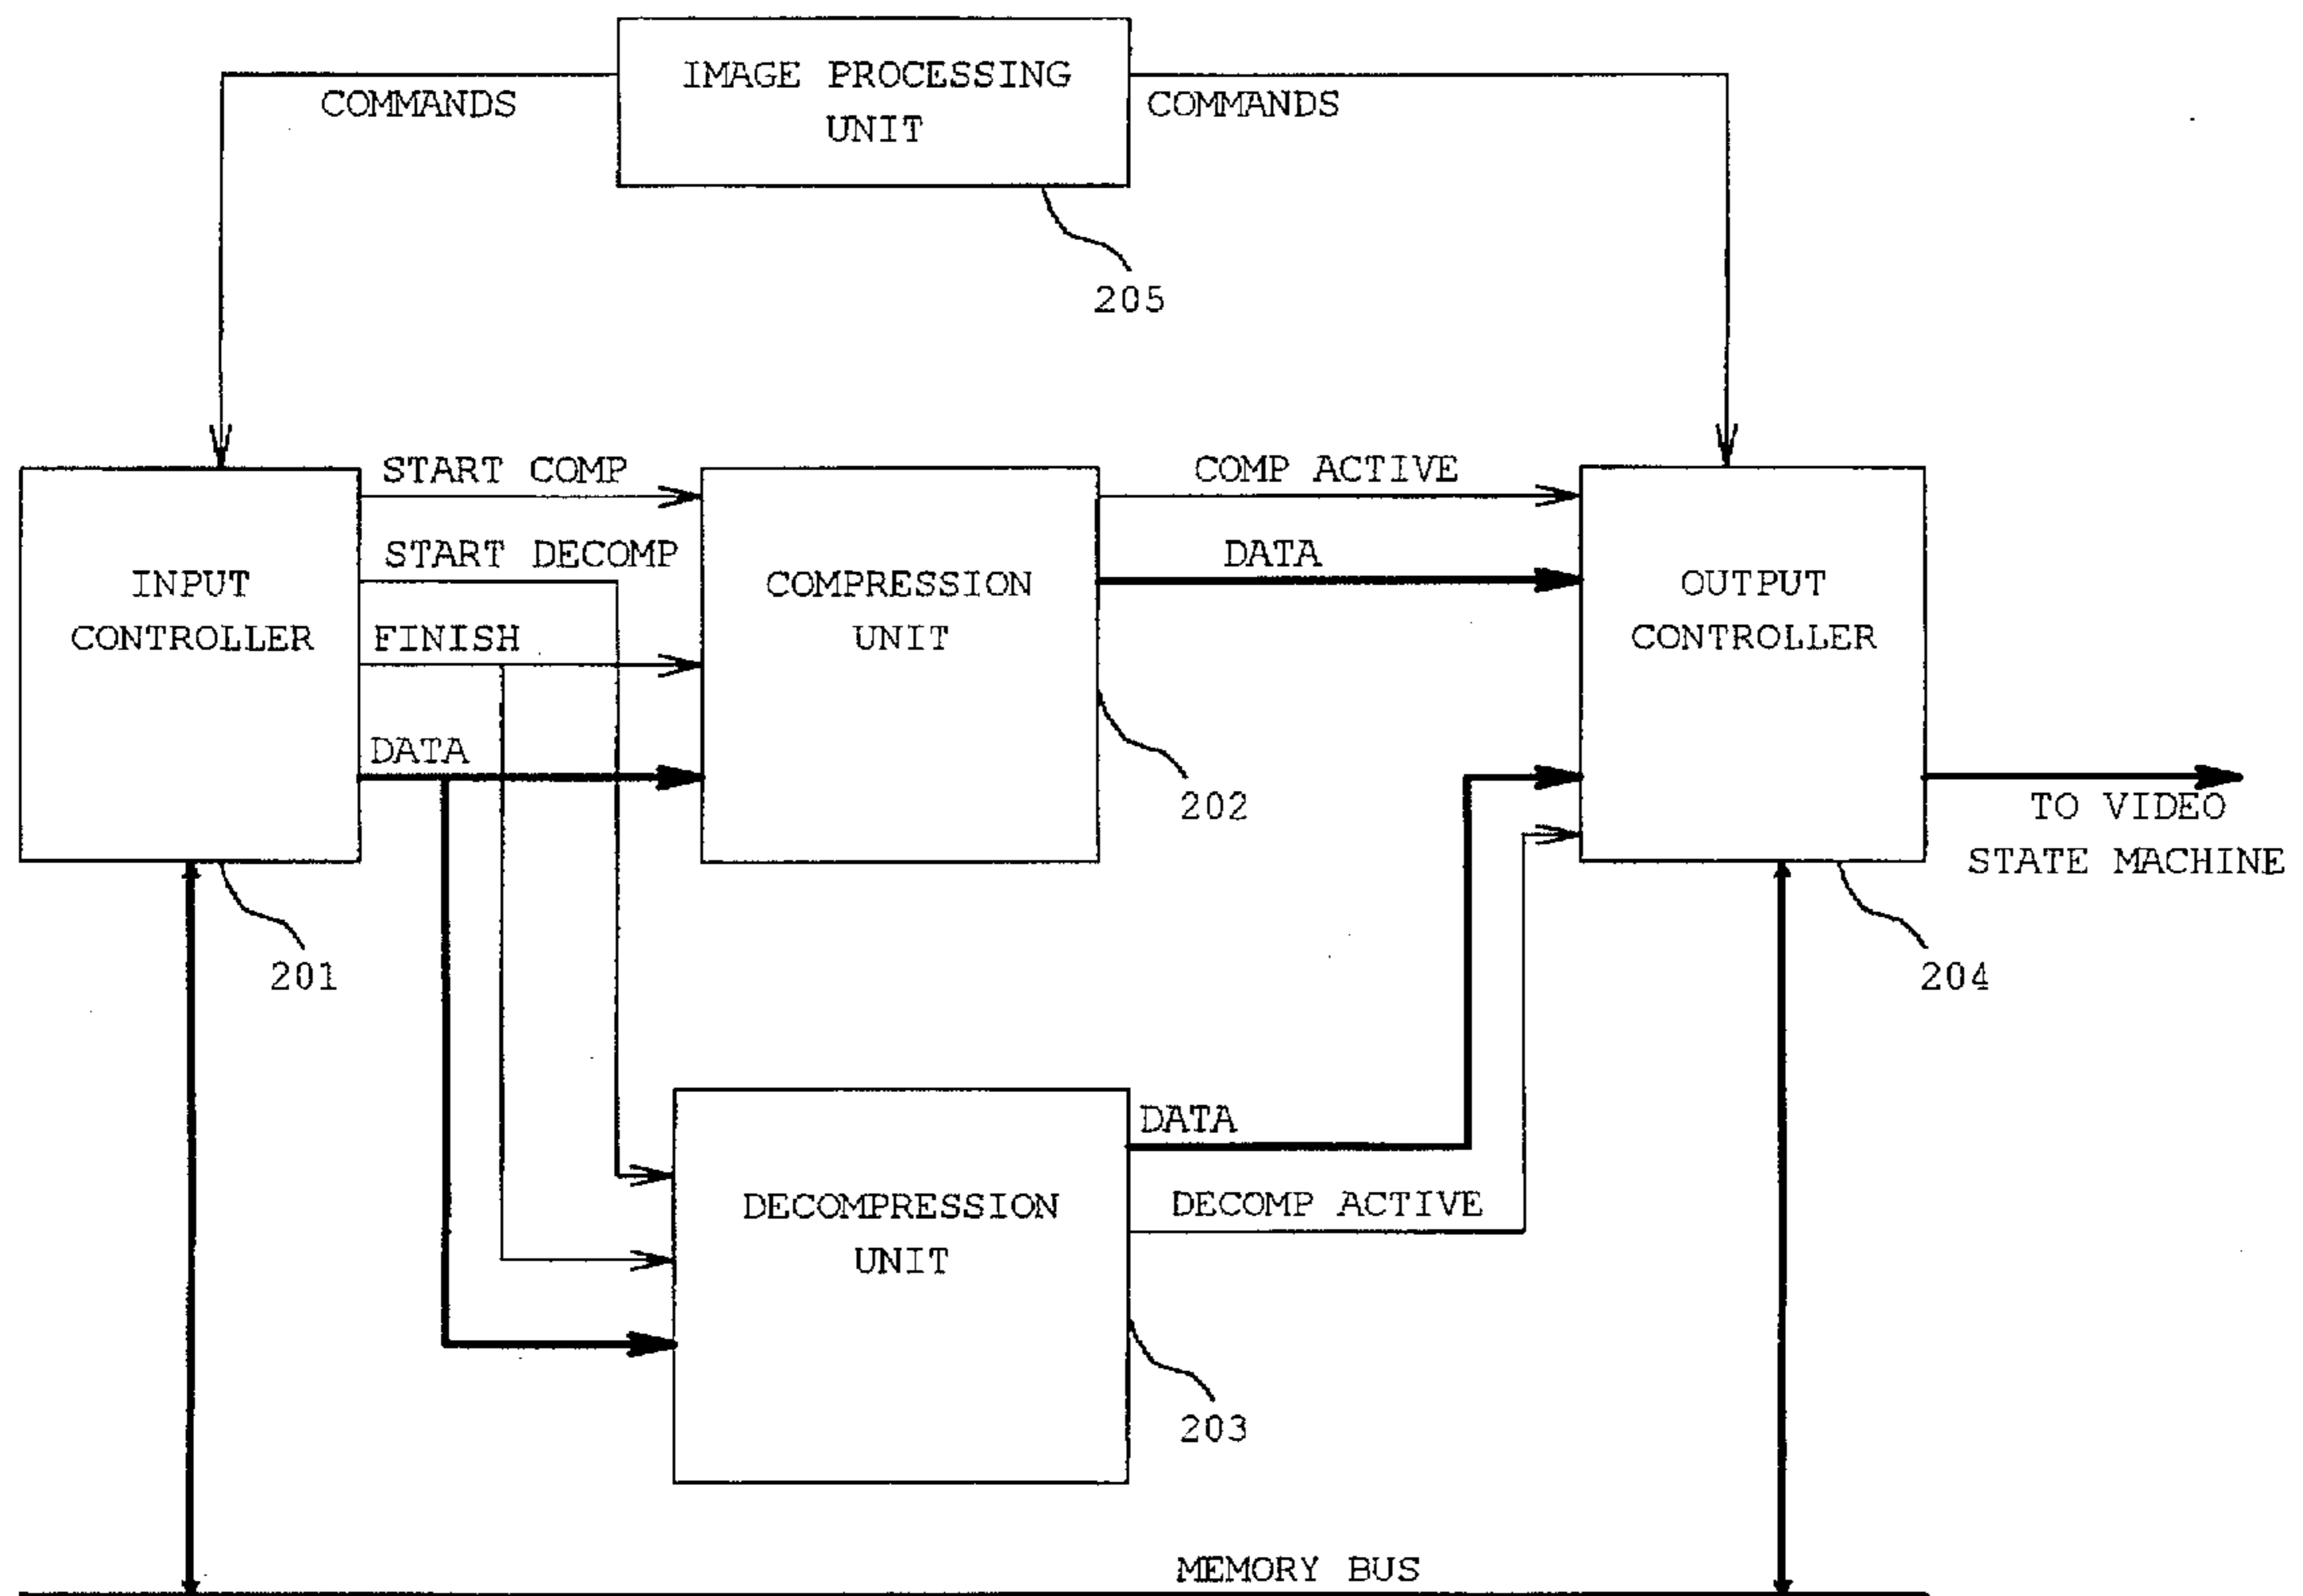 IMAGE PROCESSING
UNIT
COMMANDS
COMMANDS
205
START COMP
START DECOMP
FINISH
DATA
INPUT
CONTROLLER
201
COMPRESSION
UNIT
202
COMP ACTIVE
DATA
OUTPUT
CONTROLLER
204
TO VIDEO
STATE MACHINE
DECOMPRESSION
UNIT
203
DATA
DECOMP ACTIVE
MEMORY BUS